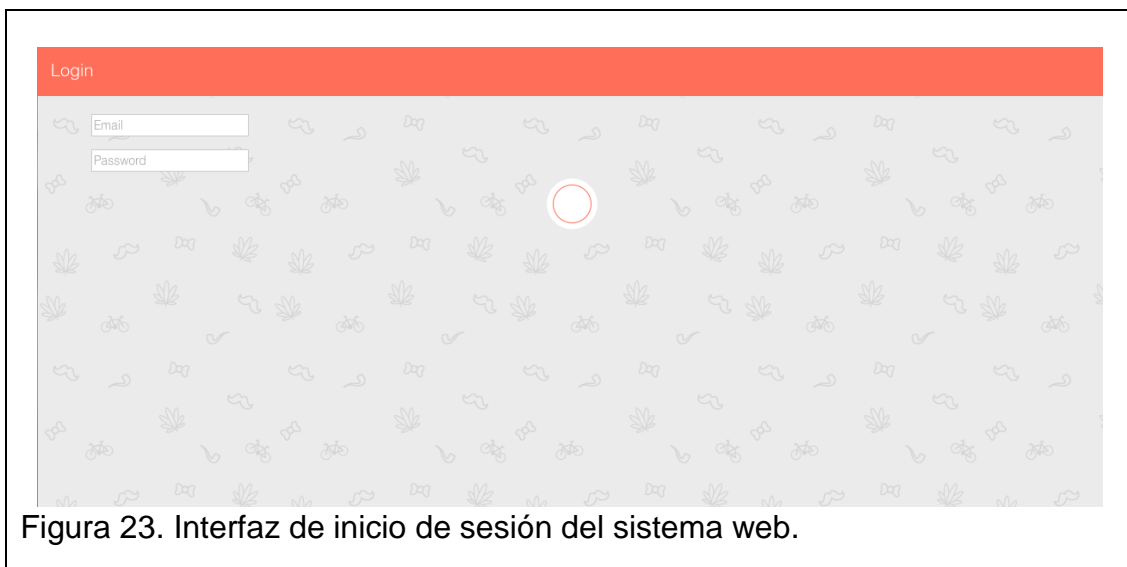 Login
Email
Password
Figura 23. Interfaz de inicio de sesión del sistema web.